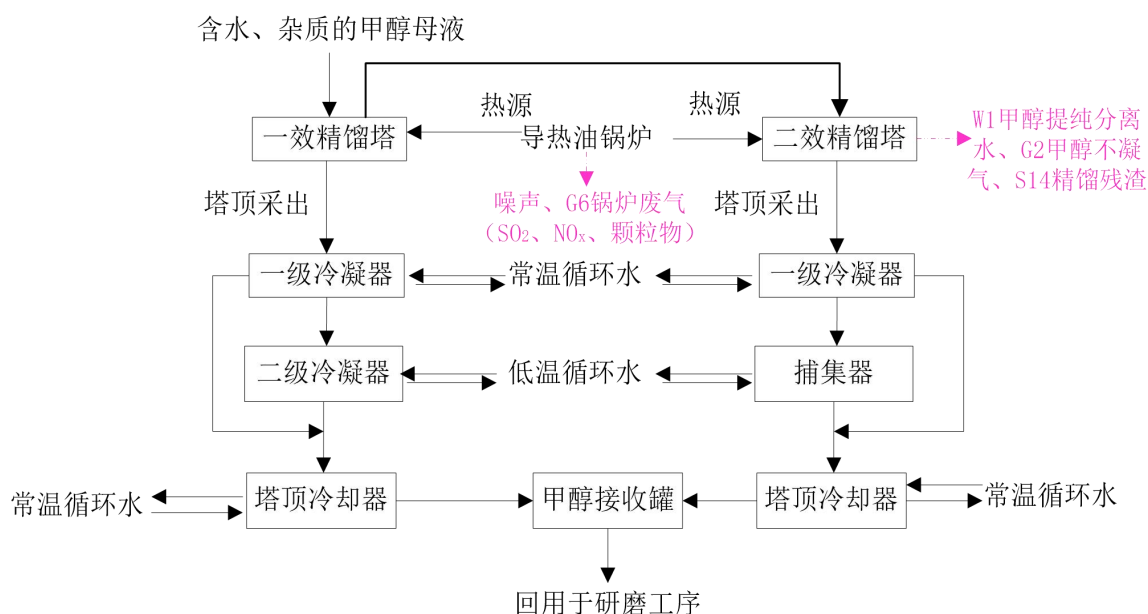 含水、杂质的甲醇母液
热源
热源
一效精馏塔
导热油锅炉
二效精馏塔
W1甲醇提纯分离
水、G2甲醇不凝
气、S14精馏残渣
塔顶采出
噪声、G6锅炉废气
（SO₂、NOₓ、颗粒物）
塔顶采出
一级冷凝器
常温循环水
一级冷凝器
二级冷凝器
低温循环水
捕集器
常温循环水
塔顶冷却器
甲醇接收罐
塔顶冷却器
常温循环水
回用于研磨工序